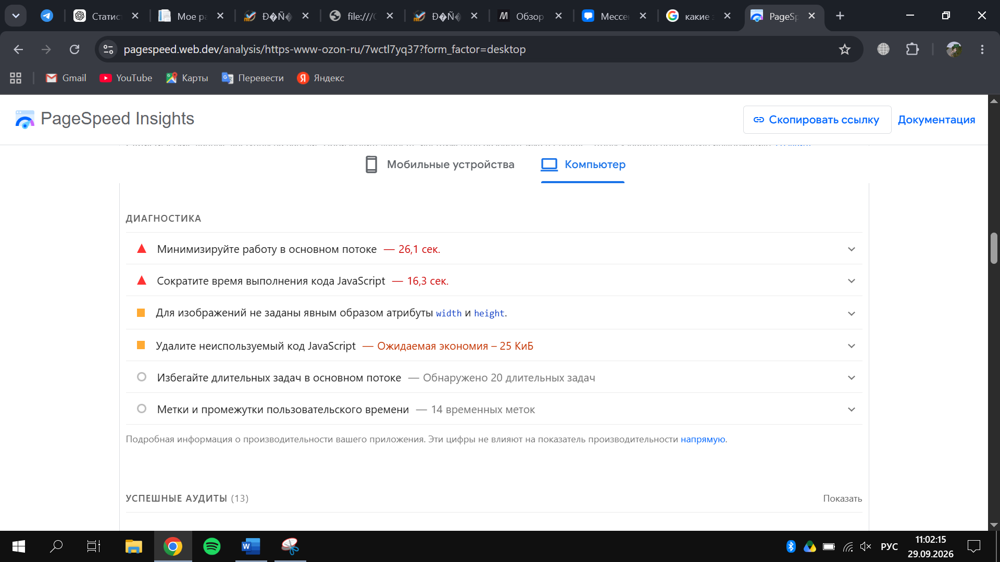 Статис
Мое ра
Ð�Ñ�
file:///C
Ð�Ñ�
Обзор
Мессен
какие
PageSp
pagespeed.web.dev/analysis/https-www-ozon-ru/7wctl7yq37?form_factor=desktop
Gmail
YouTube
Карты
Перевести
Яндекс
PageSpeed Insights
Скопировать ссылку
Документация
Мобильные устройства
Компьютер
ДИАГНОСТИКА
Минимизируйте работу в основном потоке — 26,1 сек.
Сократите время выполнения кода JavaScript — 16,3 сек.
Для изображений не заданы явным образом атрибуты width и height.
Удалите неиспользуемый код JavaScript — Ожидаемая экономия – 25 КиБ
Избегайте длительных задач в основном потоке — Обнаружено 20 длительных задач
Метки и промежутки пользовательского времени — 14 временных меток
Подробная информация о производительности вашего приложения. Эти цифры не влияют на показатель производительности напрямую.
УСПЕШНЫЕ АУДИТЫ (13)
Показать
РУС
11:02:15
29.09.2026